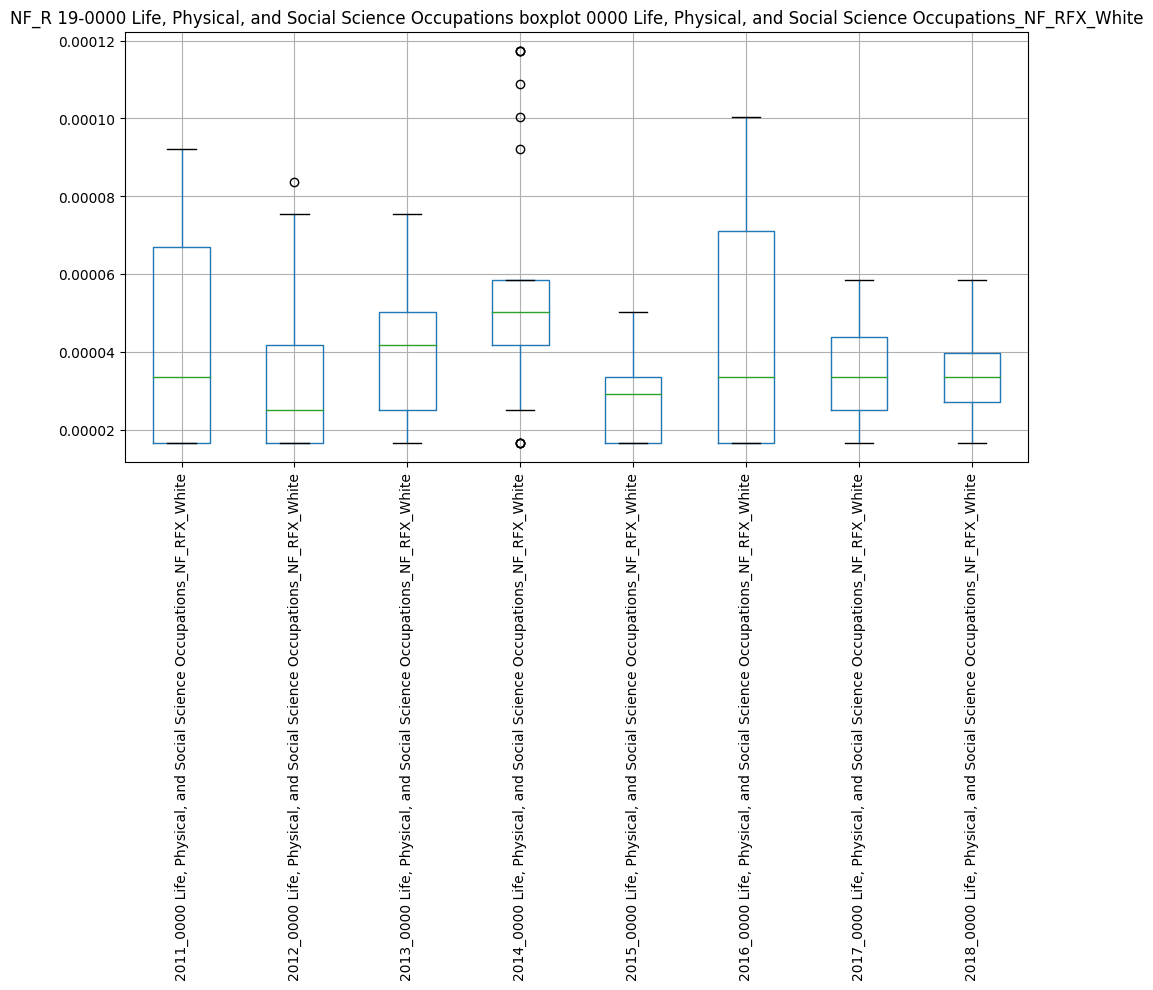 NF_R 19-0000 Life, Physical, and Social Science Occupations boxplot 0000 Life, Physical, and Social Science Occupations_NF_RFX_White
0.00012
0.00010
0.00008
0.00006
0.00004
0.00002
2011_0000 Life, Physical, and Social Science Occupations_NF_RFX_White
2012_0000 Life, Physical, and Social Science Occupations_NF_RFX_White
2013_0000 Life, Physical, and Social Science Occupations_NF_RFX_White
2014_0000 Life, Physical, and Social Science Occupations_NF_RFX_White
2015_0000 Life, Physical, and Social Science Occupations_NF_RFX_White
2016_0000 Life, Physical, and Social Science Occupations_NF_RFX_White
2017_0000 Life, Physical, and Social Science Occupations_NF_RFX_White
2018_0000 Life, Physical, and Social Science Occupations_NF_RFX_White